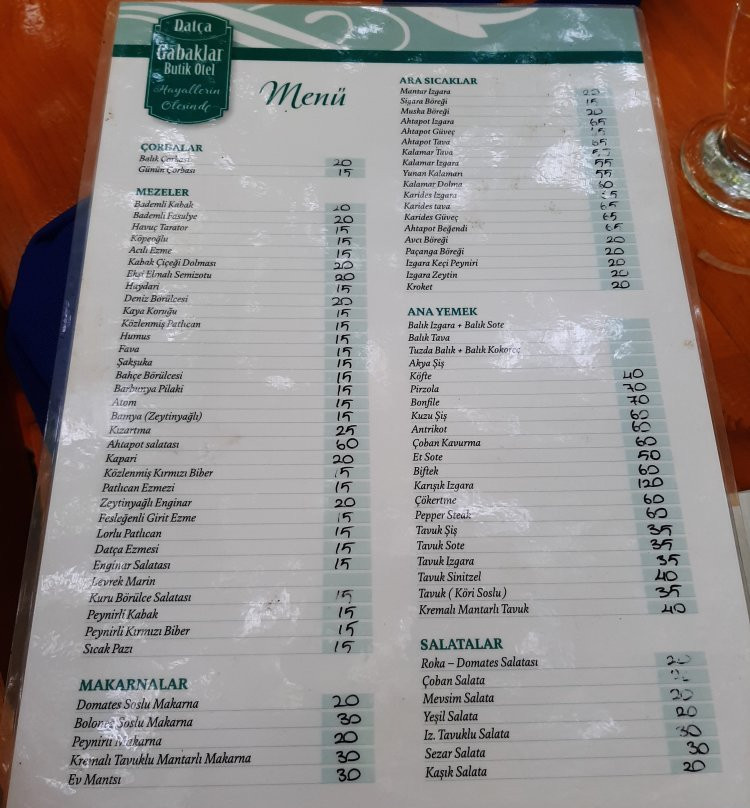 Datça
Gabaklar
Butik Otel
Hayallerin
Ötesinde
Menü
ÇORBALAR
Balık Çorbası 20
Günün Çorbası 15
MEZELER
Bademli Kabak 20
Bademli Fasulye 20
Havuç Tarator 15
Köpeoğlu 15
Acılı Ezme 15
Kabak Çiçeği Dolması 20
Ekşi Elmalı Semizotu 20
Haydari 15
Deniz Börülcesi 20
Kaya Koruğu 15
Közlenmiş Patlıcan 15
Humus 15
Fava 15
Şakşuka 15
Bahçe Börülcesi 15
Barbunya Pilaki 15
Atom 15
Bamya (Zeytinyağlı) 15
Kızartma 25
Ahtapot salatası 60
Kapari 20
Közlenmiş Kırmızı Biber 15
Patlıcan Ezmezi 15
Zeytinyağlı Enginar 20
Fesleğenli Girit Ezme 15
Lorlu Patlıcan 15
Datça Ezmesi 15
Enginar Salatası 15
Levrek Marin
Kuru Börülce Salatası 15
Peynirli Kabak 15
Peynirli Kırmızı Biber 15
Sıcak Pazı 15
MAKARNALAR
Domates Soslu Makarna 20
Bolonez Soslu Makarna 30
Peynirli Makarna 20
Kremalı Tavuklu Mantarlı Makarna 30
Ev Mantsı 30
ARA SICAKLAR
Mantar Izgara 20
Sigara Böreği 15
Muska Böreği 20
Ahtapot Izgara 65
Ahtapot Güveç
Ahtapot Tava 65
Kalamar Tava
Kalamar Izgara 55
Yunan Kalamarı 55
Kalamar Dolma 60
Karides Izgara 65
Karides tava 65
Karides Güveç 65
Ahtapot Beğendi 65
Avcı Böreği 20
Paçanga Böreği 20
Izgara Keçi Peyniri 20
Izgara Zeytin 20
Kroket 20
ANA YEMEK
Balık Izgara + Balık Sote
Balık Tava
Tuzda Balık + Balık Kokoreç
Akya Şiş
Köfte 40
Pirzola 70
Bonfile 70
Kuzu Şiş 60
Antrikot 60
Çoban Kavurma 60
Et Sote 50
Biftek 60
Karışık Izgara 120
Çökertme 60
Pepper Steak 60
Tavuk Şiş 35
Tavuk Sote 35
Tavuk Izgara 35
Tavuk Sinitzel 40
Tavuk ( Köri Soslu ) 35
Kremalı Mantarlı Tavuk 40
SALATALAR
Roka – Domates Salatası 20
Çoban Salata
Mevsim Salata 20
Yeşil Salata 20
Iz. Tavuklu Salata 30
Sezar Salata 30
Kaşık Salata 20